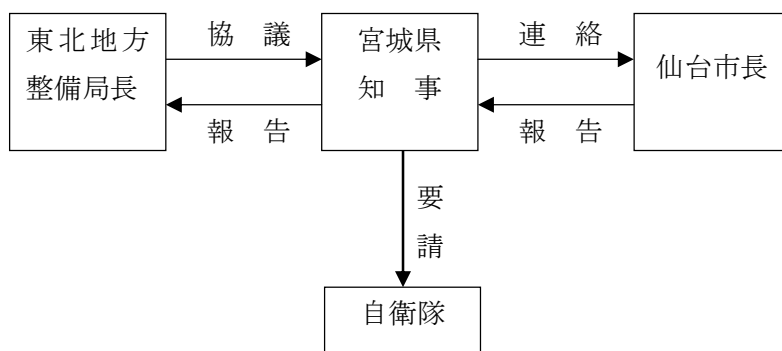 東北地方
整備局長
協議
報告
宮城県
知事
連絡
報告
仙台市長
要請
自衛隊